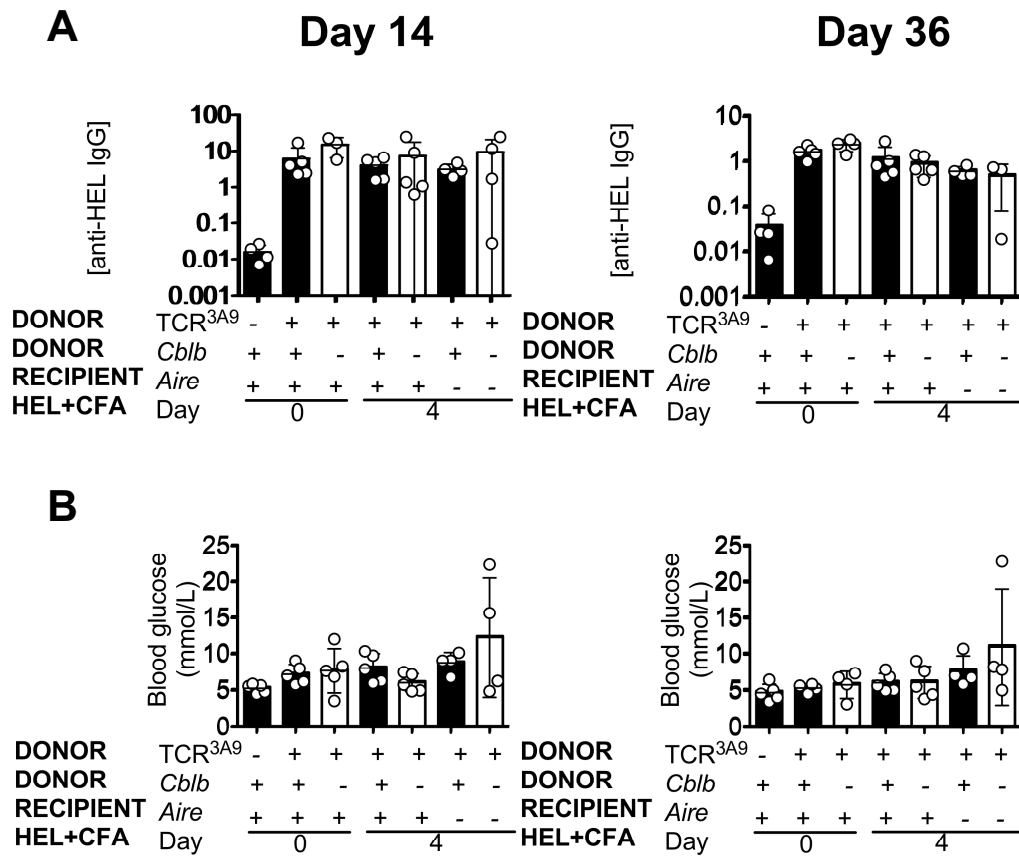 A
Day 14
Day 36
[anti-HEL IgG]
100
10
1
0.1
0.01
0.001
[anti-HEL IgG]
10
1
0.1
0.01
0.001
DONOR TCR3A9 - + + + + + +
DONOR Cblb + + - + - + -
RECIPIENT Aire + + + + + - -
HEL+CFA Day 0 4
DONOR TCR3A9 - + + + + + +
DONOR Cblb + + - + - + -
RECIPIENT Aire + + + + + - -
HEL+CFA Day 0 4
B
Blood glucose
(mmol/L)
25
20
15
10
5
0
Blood glucose
(mmol/L)
25
20
15
10
5
0
DONOR TCR3A9 - + + + + + +
DONOR Cblb + + - + - + -
RECIPIENT Aire + + + + + - -
HEL+CFA Day 0 4
DONOR TCR3A9 - + + + + + +
DONOR Cblb + + - + - + -
RECIPIENT Aire + + + + + - -
HEL+CFA Day 0 4